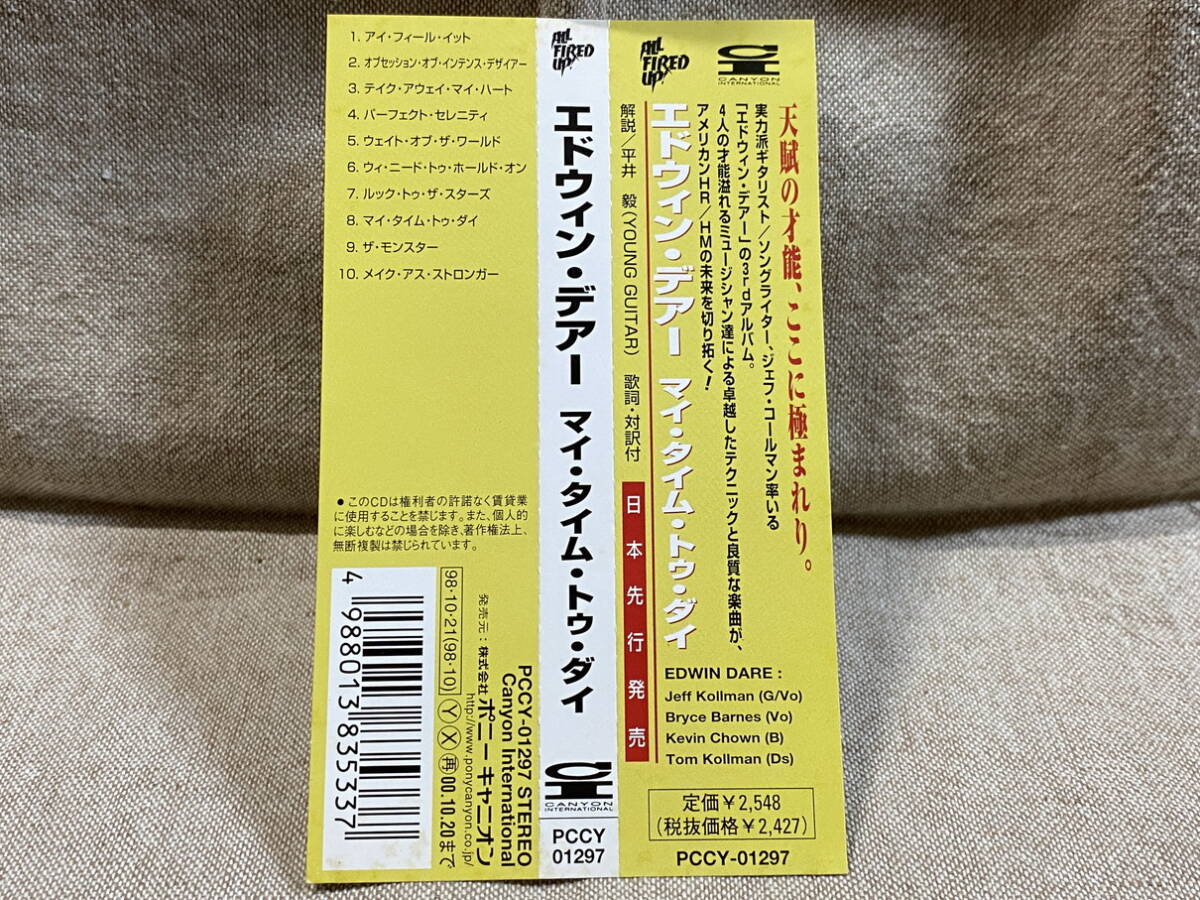 1. アイ・フィール・イット
2. オブセッション・オブ・インテンス・デザイアー
3. テイク・アウェイ・マイ・ハート
4. パーフェクト・セレニティ
5. ウェイト・オブ・ザ・ワールド
6. ウィ・ニード・トゥ・ホールド・オン
7. ルック・トゥ・ザ・スターズ
8. マイ・タイム・トゥ・ダイ
9. ザ・モンスター
10. メイク・アス・ストロンガー
●このCDは権利者の許諾なく賃貸業
に使用することを禁じます。また、個人的
に楽しむなどの場合を除き、著作権法上、
無断複製は禁じられています。
4 988013 835337
98・10・21(98・10) Y X 再 00.10.20まで
発売元:株式会社 ポニーキャニオン
http://www.ponycanyon.co.jp/
PCCY-01297 STEREO
Canyon International
ALL
FIRED
UP!
エドウィン・デアー マイ・タイム・トゥ・ダイ
CANYON
INTERNATIONAL
PCCY
01297
ALL
FIRED
UP!
CANYON
INTERNATIONAL
天賦の才能、ここに極まれり。
実力派ギタリスト/ソングライター、ジェフ・コールマン率いる
「エドウィン・デアー」の3rdアルバム。
4人の才能溢れるミュージシャン達による卓越したテクニックと良質な楽曲が、
アメリカンHR/HMの未来を切り拓く!
エドウィン・デアー マイ・タイム・トゥ・ダイ
解説/平井 毅(YOUNG GUITAR) 歌詞・対訳付
日本先行発売
EDWIN DARE :
Jeff Kollman (G/Vo)
Bryce Barnes (Vo)
Kevin Chown (B)
Tom Kollman (Ds)
定価¥2,548
(税抜価格¥2,427)
PCCY-01297